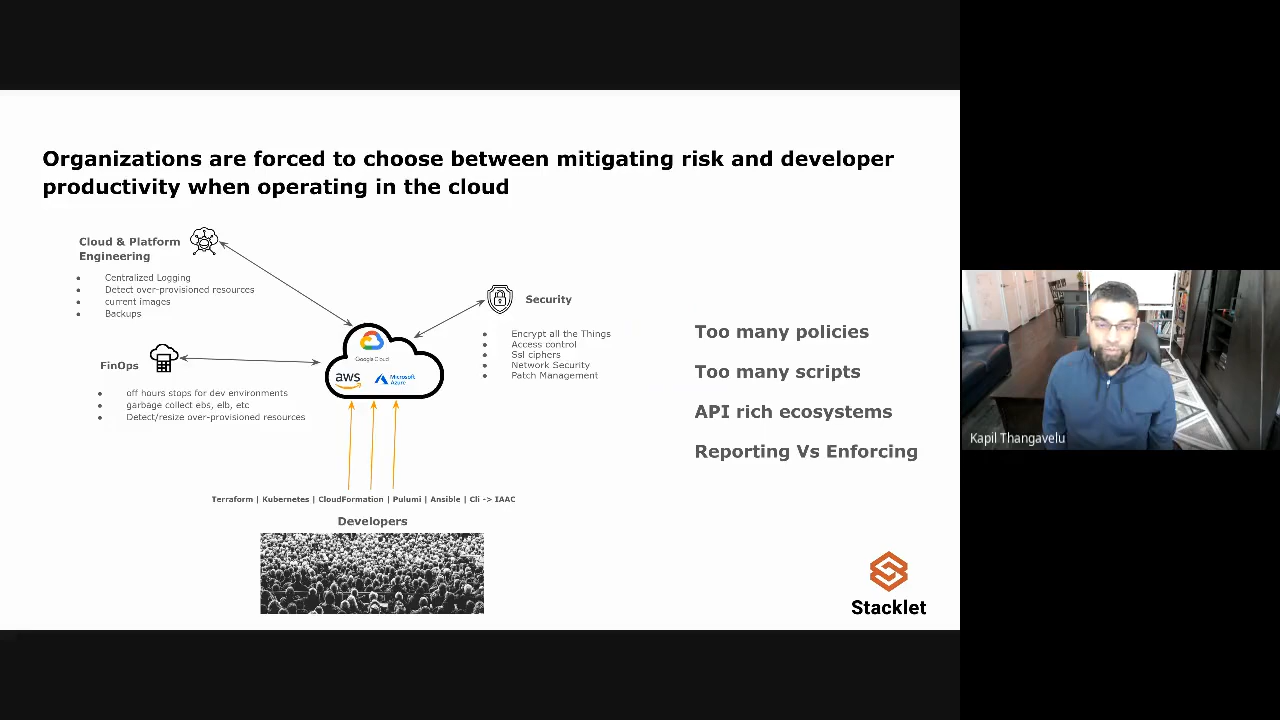 Organizations are forced to choose between mitigating risk and developer
productivity when operating in the cloud
Cloud & Platform
Engineering
Centralized Logging
Detect over-provisioned resources
current images
Backups
FinOps
off hours stops for dev environments
garbage collect ebs, elb, etc
Detect/resize over-provisioned resources
Google Cloud
aws
Microsoft
Azure
Security
Encrypt all the Things
Access control
Ssl ciphers
Network Security
Patch Management
Terraform | Kubernetes | CloudFormation | Pulumi | Ansible | Cli -> IAAC
Developers
Too many policies
Too many scripts
API rich ecosystems
Reporting Vs Enforcing
Stacklet
Kapil Thangavelu